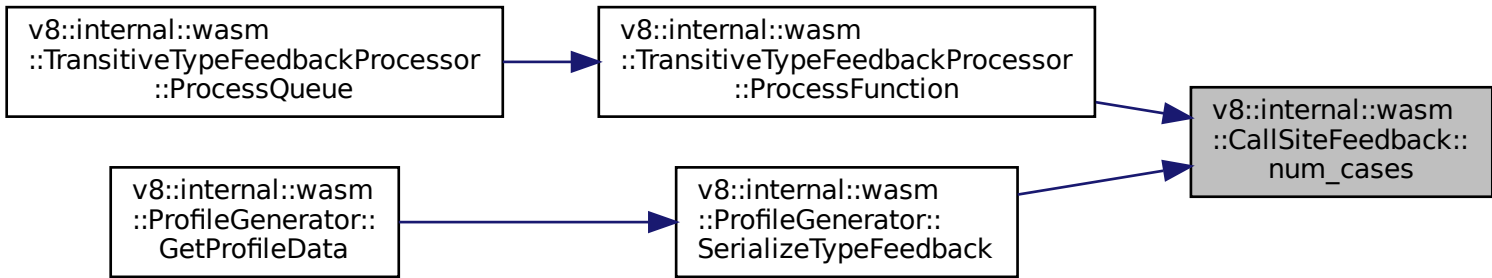 v8::internal::wasm
::TransitiveTypeFeedbackProcessor
::ProcessQueue
v8::internal::wasm
::TransitiveTypeFeedbackProcessor
::ProcessFunction
v8::internal::wasm
::CallSiteFeedback::
num_cases
v8::internal::wasm
::ProfileGenerator::
GetProfileData
v8::internal::wasm
::ProfileGenerator::
SerializeTypeFeedback